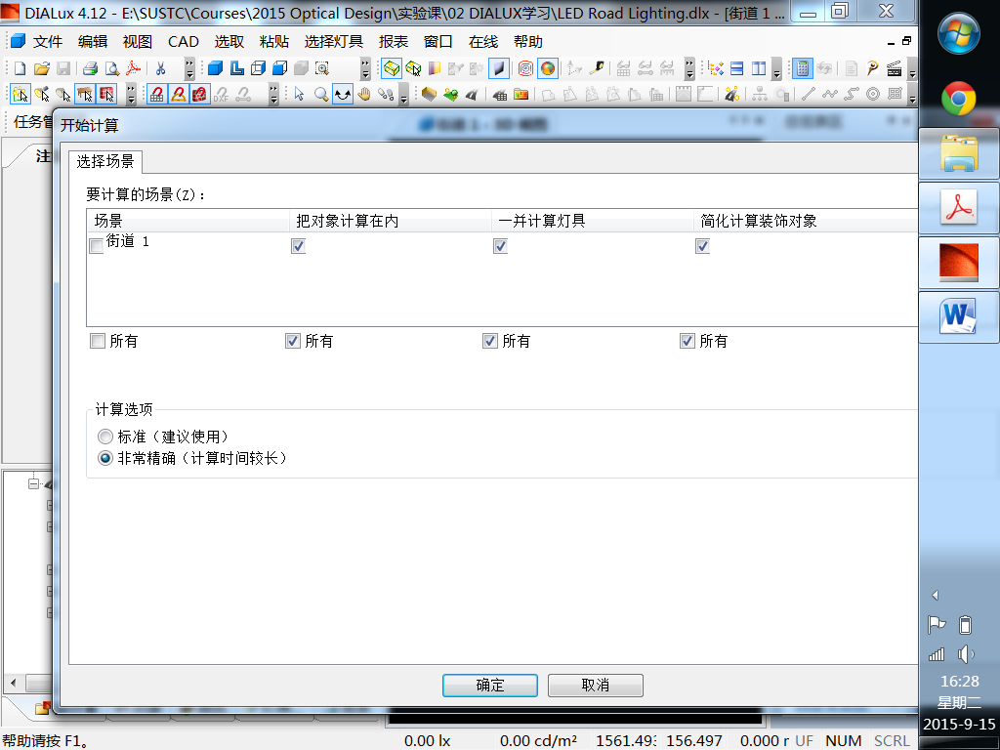 DIALux 4.12 - E:\SUSTC\Courses\2015 Optical Design\实验课\02 DIALUX学习\LED Road Lighting.dlx - [街道 1 ...
文件 编辑 视图 CAD 选取 粘贴 选择灯具 报表 窗口 在线 帮助
任务管
开始计算
注
选择场景
要计算的场景(Z):
场景 把对象计算在内 一并计算灯具 简化计算装饰对象
街道 1
所有 所有 所有 所有
计算选项
标准（建议使用）
非常精确（计算时间较长）
确定 取消
帮助请按 F1。 0.00 lx 0.00 cd/m² 1561.493 156.497 0.000 r UF NUM SCRL
16:28
星期二
2015-9-15